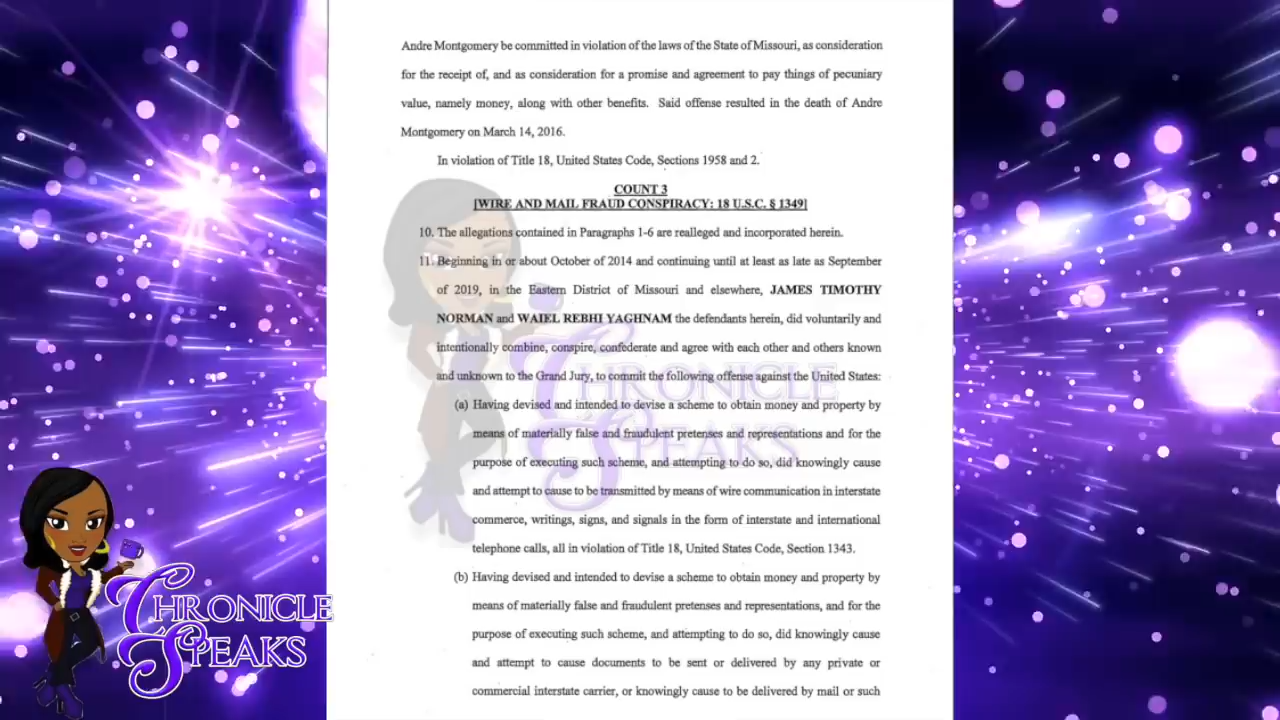 Andre Montgomery be committed in violation of the laws of the State of Missouri, as consideration
for the receipt of, and as consideration for a promise and agreement to pay things of pecuniary
value, namely money, along with other benefits. Said offense resulted in the death of Andre
Montgomery on March 14, 2016.
In violation of Title 18, United States Code, Sections 1958 and 2.
COUNT 3
[WIRE AND MAIL FRAUD CONSPIRACY: 18 U.S.C. § 1349]
10. The allegations contained in Paragraphs 1-6 are realleged and incorporated herein.
11. Beginning in or about October of 2014 and continuing until at least as late as September
of 2019, in the Eastern District of Missouri and elsewhere, JAMES TIMOTHY
NORMAN and WAIEL REBHI YAGHNAM the defendants herein, did voluntarily and
intentionally combine, conspire, confederate and agree with each other and others known
and unknown to the Grand Jury, to commit the following offense against the United States:
(a) Having devised and intended to devise a scheme to obtain money and property by
means of materially false and fraudulent pretenses and representations and for the
purpose of executing such scheme, and attempting to do so, did knowingly cause
and attempt to cause to be transmitted by means of wire communication in interstate
commerce, writings, signs, and signals in the form of interstate and international
telephone calls, all in violation of Title 18, United States Code, Section 1343.
(b) Having devised and intended to devise a scheme to obtain money and property by
means of materially false and fraudulent pretenses and representations, and for the
purpose of executing such scheme, and attempting to do so, did knowingly cause
and attempt to cause documents to be sent or delivered by any private or
commercial interstate carrier, or knowingly cause to be delivered by mail or such
CHRONICLE
SPEAKS
CHRONICLE
SPEAKS